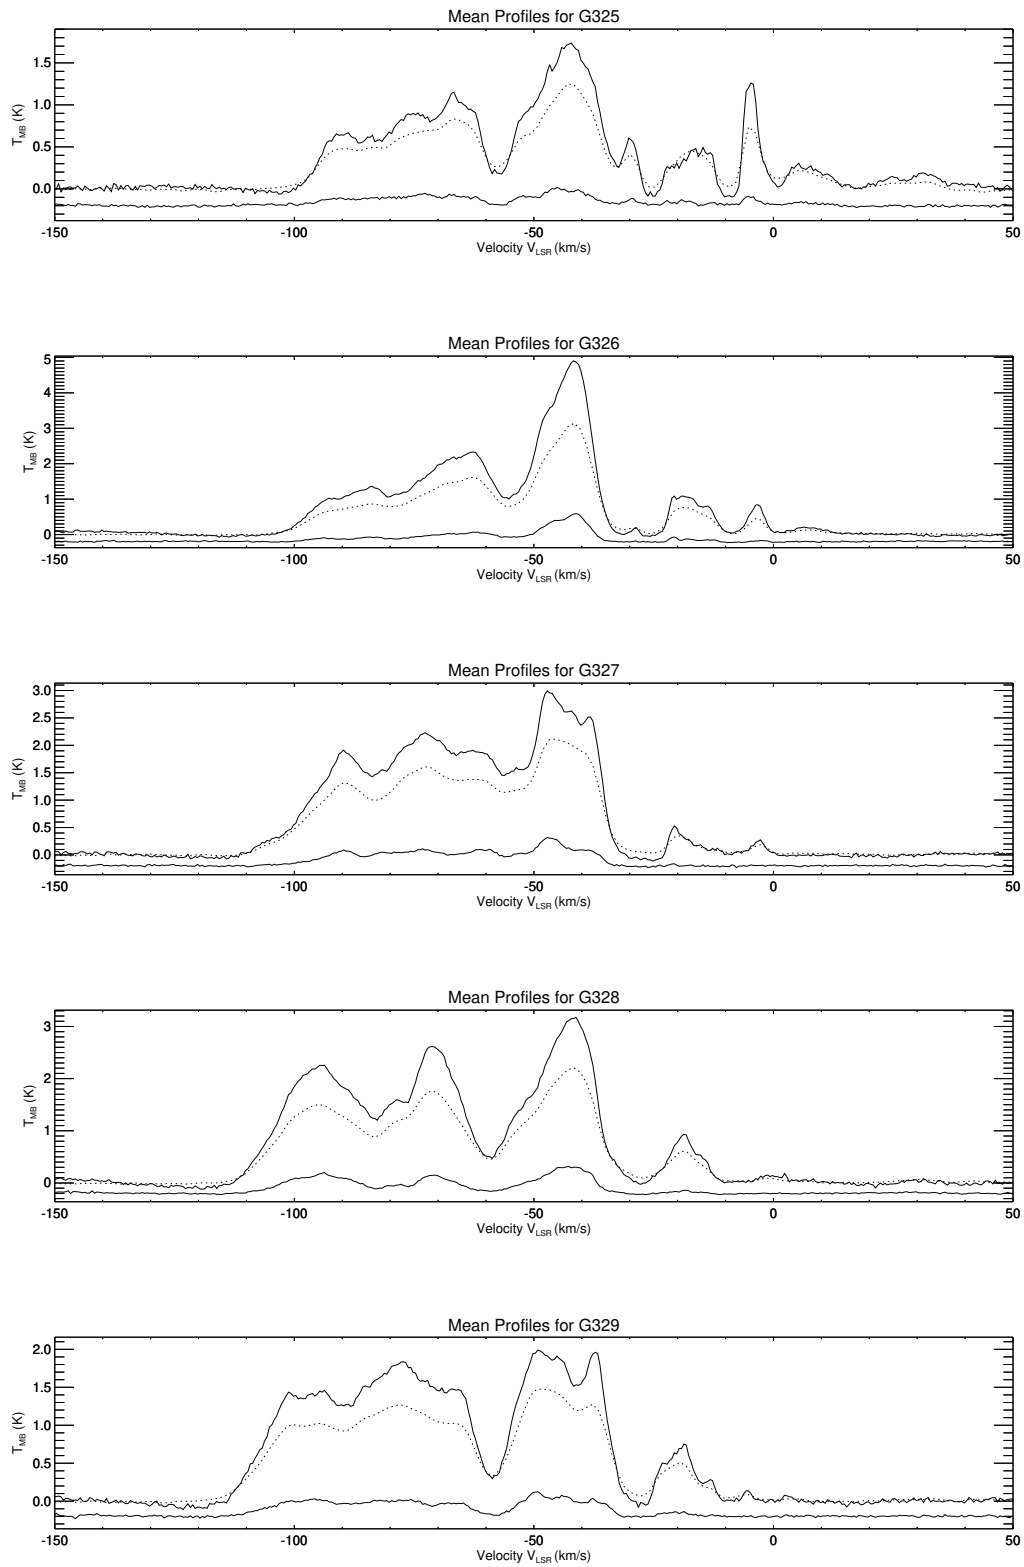 Mean Profiles for G325
1.5
1.0
0.5
0.0
T_MB (K)
-150 -100 -50 0 50
Velocity V_LSR (km/s)
Mean Profiles for G326
5
4
3
2
1
0
T_MB (K)
-150 -100 -50 0 50
Velocity V_LSR (km/s)
Mean Profiles for G327
3.0
2.5
2.0
1.5
1.0
0.5
0.0
T_MB (K)
-150 -100 -50 0 50
Velocity V_LSR (km/s)
Mean Profiles for G328
3
2
1
0
T_MB (K)
-150 -100 -50 0 50
Velocity V_LSR (km/s)
Mean Profiles for G329
2.0
1.5
1.0
0.5
0.0
T_MB (K)
-150 -100 -50 0 50
Velocity V_LSR (km/s)